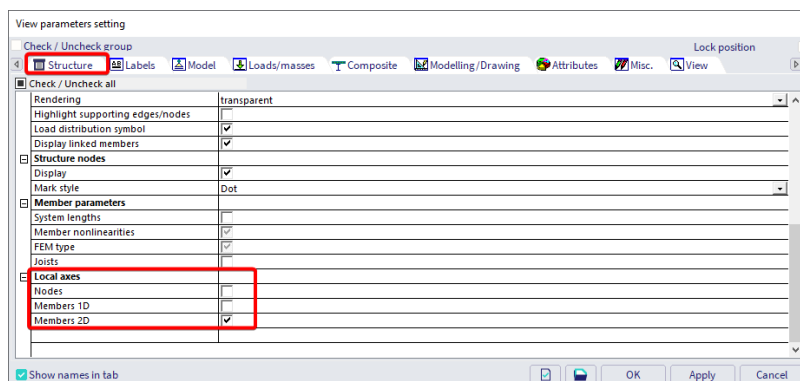 View parameters setting
Check / Uncheck group Lock position
Structure Labels Model Loads/masses Composite Modelling/Drawing Attributes Misc. View
Check / Uncheck all
Rendering transparent
Highlight supporting edges/nodes
Load distribution symbol
Display linked members
Structure nodes
Display
Mark style Dot
Member parameters
System lengths
Member nonlinearities
FEM type
Joists
Local axes
Nodes
Members 1D
Members 2D
Show names in tab OK Apply Cancel